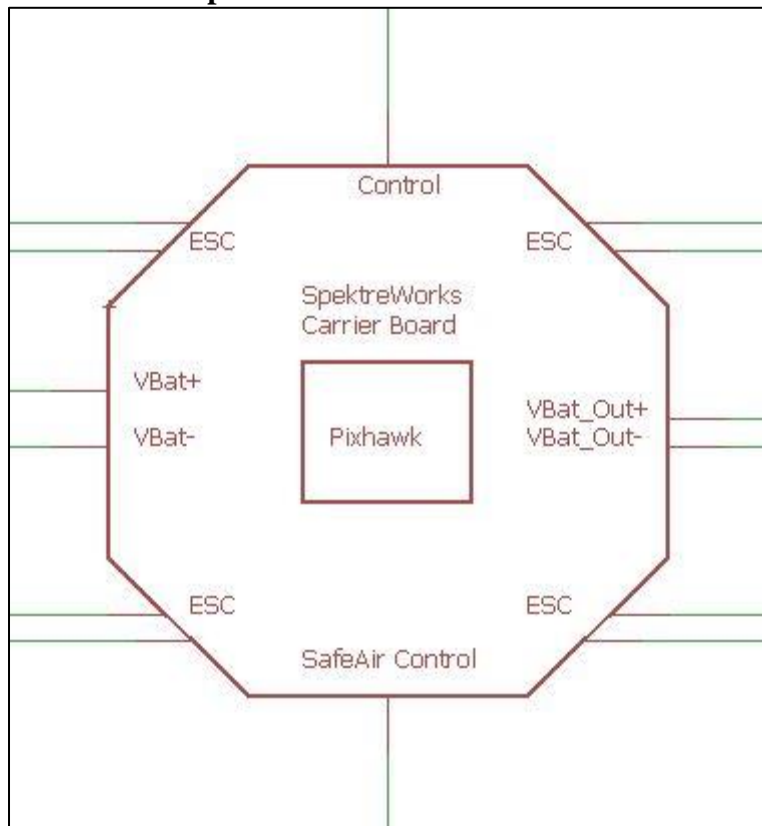 Control
ESC
ESC
SpektreWorks
Carrier Board
VBat+
VBat-
Pixhawk
VBat_Out+
VBat_Out-
ESC
ESC
SafeAir Control